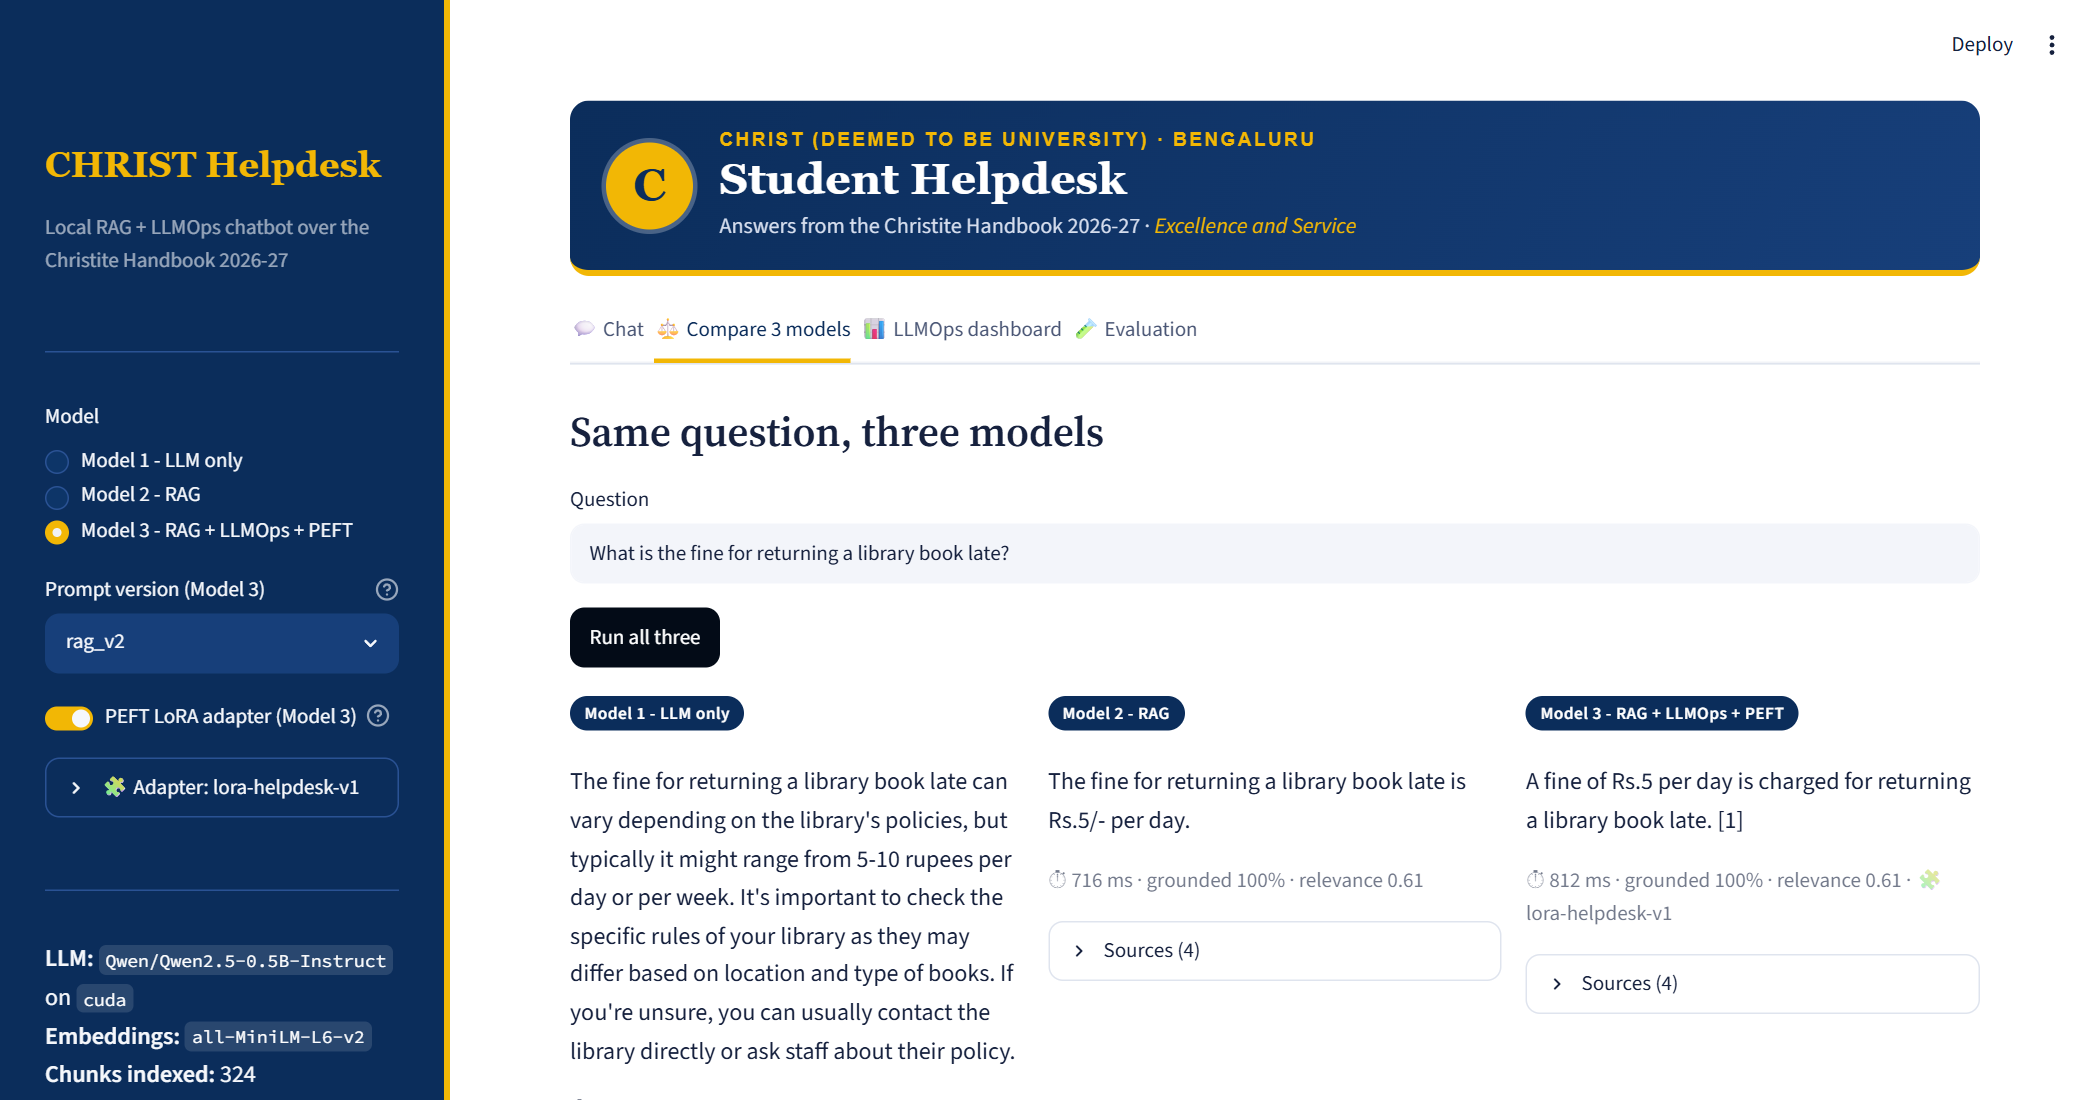 Deploy
CHRIST Helpdesk
Local RAG + LLMOps chatbot over the
Christite Handbook 2026-27
Model
Model 1 - LLM only
Model 2 - RAG
Model 3 - RAG + LLMOps + PEFT
Prompt version (Model 3)
rag_v2
PEFT LoRA adapter (Model 3)
Adapter: lora-helpdesk-v1
LLM: Qwen/Qwen2.5-0.5B-Instruct
on cuda
Embeddings: all-MiniLM-L6-v2
Chunks indexed: 324
C
CHRIST (DEEMED TO BE UNIVERSITY) · BENGALURU
Student Helpdesk
Answers from the Christite Handbook 2026-27 · Excellence and Service
Chat Compare 3 models LLMOps dashboard Evaluation
Same question, three models
Question
What is the fine for returning a library book late?
Run all three
Model 1 - LLM only
The fine for returning a library book late can
vary depending on the library's policies, but
typically it might range from 5-10 rupees per
day or per week. It's important to check the
specific rules of your library as they may
differ based on location and type of books. If
you're unsure, you can usually contact the
library directly or ask staff about their policy.
Model 2 - RAG
The fine for returning a library book late is
Rs.5/- per day.
716 ms · grounded 100% · relevance 0.61
Sources (4)
Model 3 - RAG + LLMOps + PEFT
A fine of Rs.5 per day is charged for returning
a library book late. [1]
812 ms · grounded 100% · relevance 0.61 ·
lora-helpdesk-v1
Sources (4)